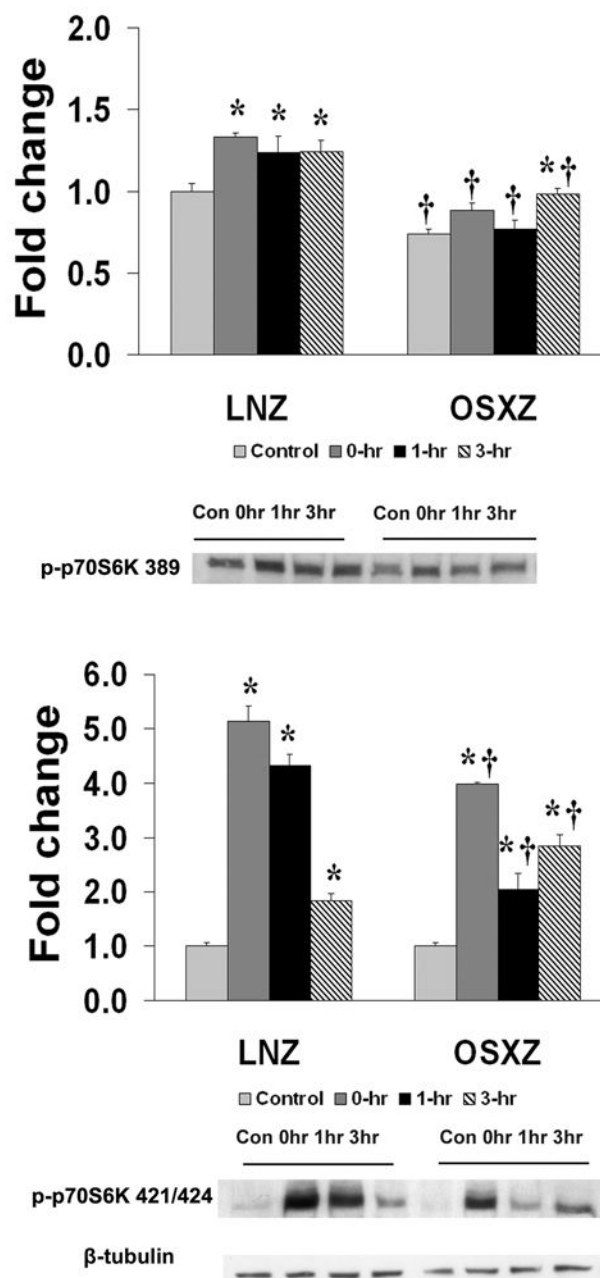 2.0
1.5
1.0
0.5
0.0
Fold change
* * *
† † † *†
LNZ OSXZ
Control 0-hr 1-hr 3-hr
Con 0hr 1hr 3hr Con 0hr 1hr 3hr
p-p70S6K 389
6.0
5.0
4.0
3.0
2.0
1.0
0.0
Fold change
* * *
*† *† *†
LNZ OSXZ
Control 0-hr 1-hr 3-hr
Con 0hr 1hr 3hr Con 0hr 1hr 3hr
p-p70S6K 421/424
β-tubulin